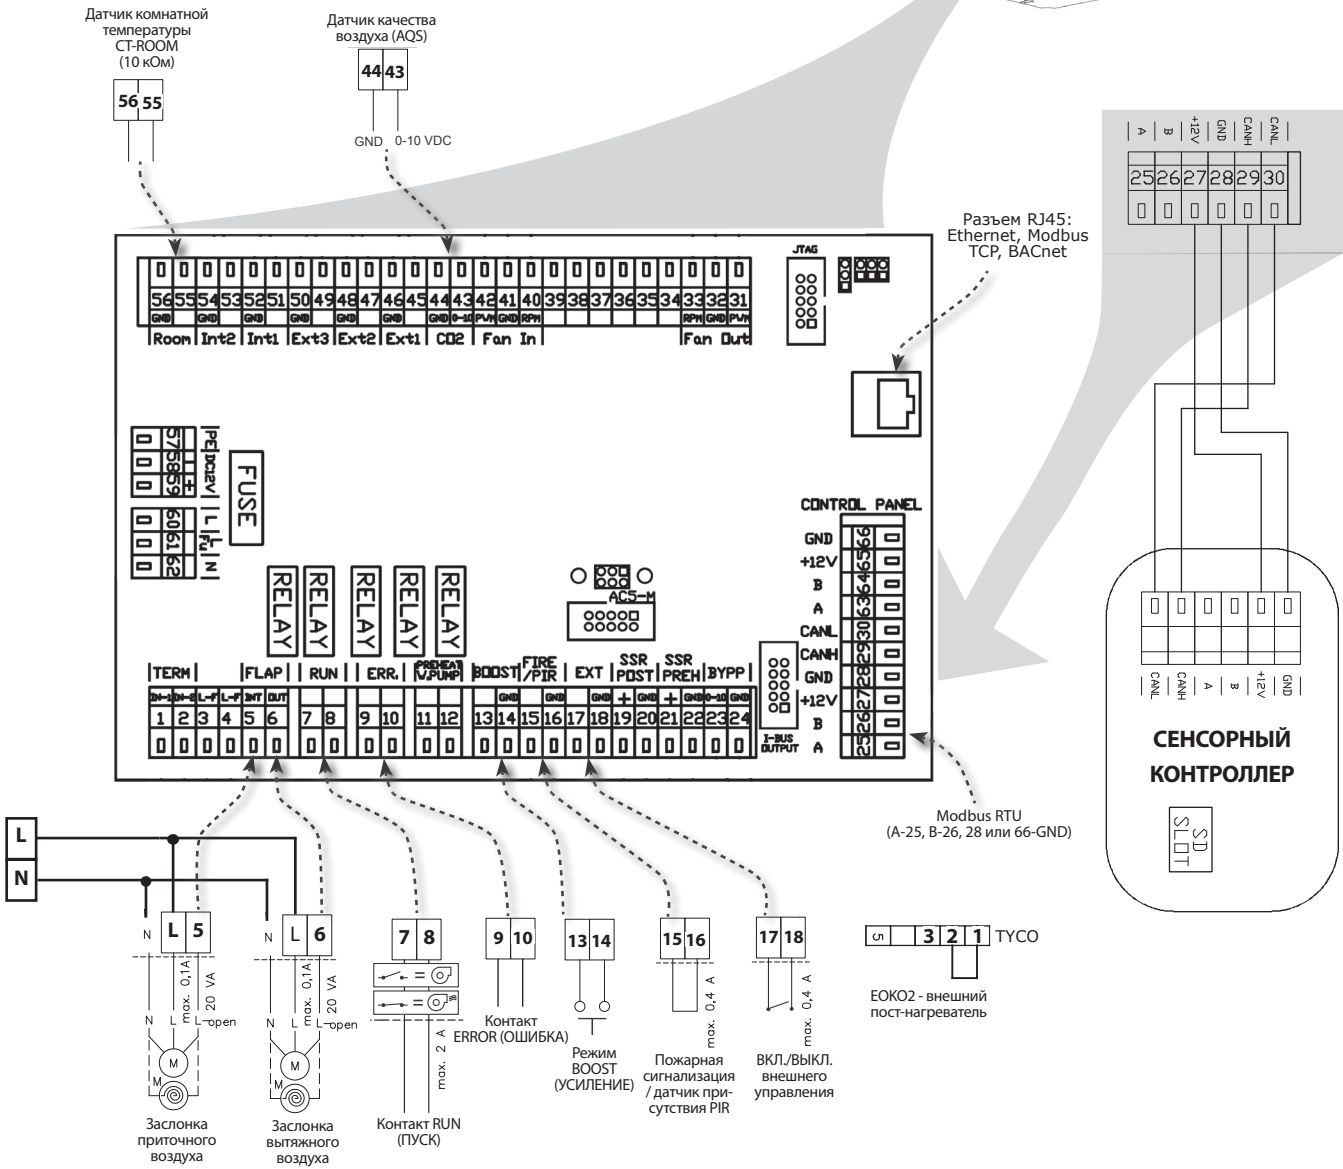 Датчик комнатной
температуры
CT-ROOM
(10 кОм)
56 55
Датчик качества
воздуха (AQS)
44 43
GND 0-10 VDC
A B +12V GND CANH CANL
25 26 27 28 29 30
Разъем RJ45:
Ethernet, Modbus
TCP, BACnet
JTAG
56 55 54 53 52 51 50 49 48 47 46 45 44 43 42 41 40 39 38 37 36 35 34 33 32 31
GND GND GND GND GND GND GND 0-10 PWM GND RPM RPM GND PWM
Room Int2 Int1 Ext3 Ext2 Ext1 CO2 Fan In Fan Out
57 58 59
PE DC12V
- +
60 61 62
L L-Fu N
FUSE
CONTROL PANEL
GND 66
+12V 65
B 64
A 63
CANL 30
CANH 29
GND 28
+12V 27
B 26
A 25
RELAY RELAY RELAY RELAY RELAY
AC5-M
I-BUS
OUTPUT
TERM FLAP RUN ERR. PREHEAT W.PUMP BOOST FIRE /PIR EXT SSR POST SSR PREH BYPP
IN-1 IN-2 L-F L-F INT OUT GND GND GND + GND + GND 0-10 GND
1 2 3 4 5 6 7 8 9 10 11 12 13 14 15 16 17 18 19 20 21 22 23 24
CANL CANH A B +12V GND
СЕНСОРНЫЙ
КОНТРОЛЛЕР
SD
SLOT
Modbus RTU
(A-25, B-26, 28 или 66-GND)
L
N
N L 5
max. 0,1A
20 VA
N L L-open
M
M
Заслонка
приточного
воздуха
N L 6
max. 0,1A
20 VA
N L L-open
M
M
Заслонка
вытяжного
воздуха
7 8
=
=
max. 2 A
Контакт RUN
(ПУСК)
9 10
Контакт
ERROR (ОШИБКА)
13 14
Режим
BOOST
(УСИЛЕНИЕ)
15 16
max. 0,4 A
Пожарная
сигнализация
/ датчик при-
сутствия PIR
17 18
max. 0,4 A
ВКЛ./ВЫКЛ.
внешнего
управления
5 3 2 1 TYCO
EOKO2 - внешний
пост-нагреватель